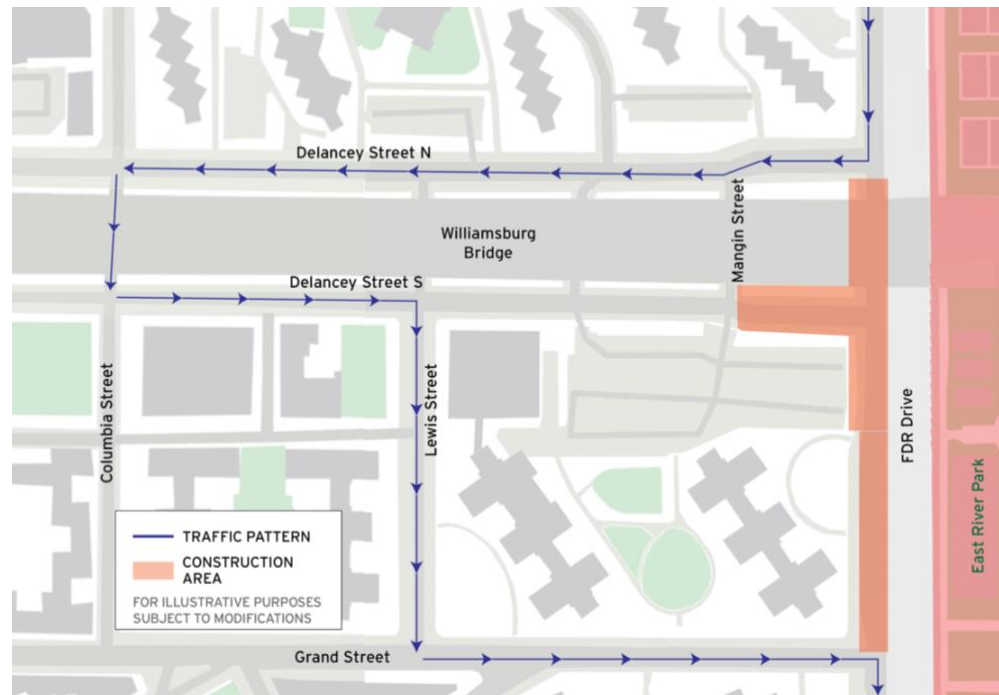 Delancey Street N
Mangin Street
Williamsburg
Bridge
Delancey Street S
Columbia Street
Lewis Street
FDR Drive
East River Park
TRAFFIC PATTERN
CONSTRUCTION
AREA
FOR ILLUSTRATIVE PURPOSES
SUBJECT TO MODIFICATIONS
Grand Street